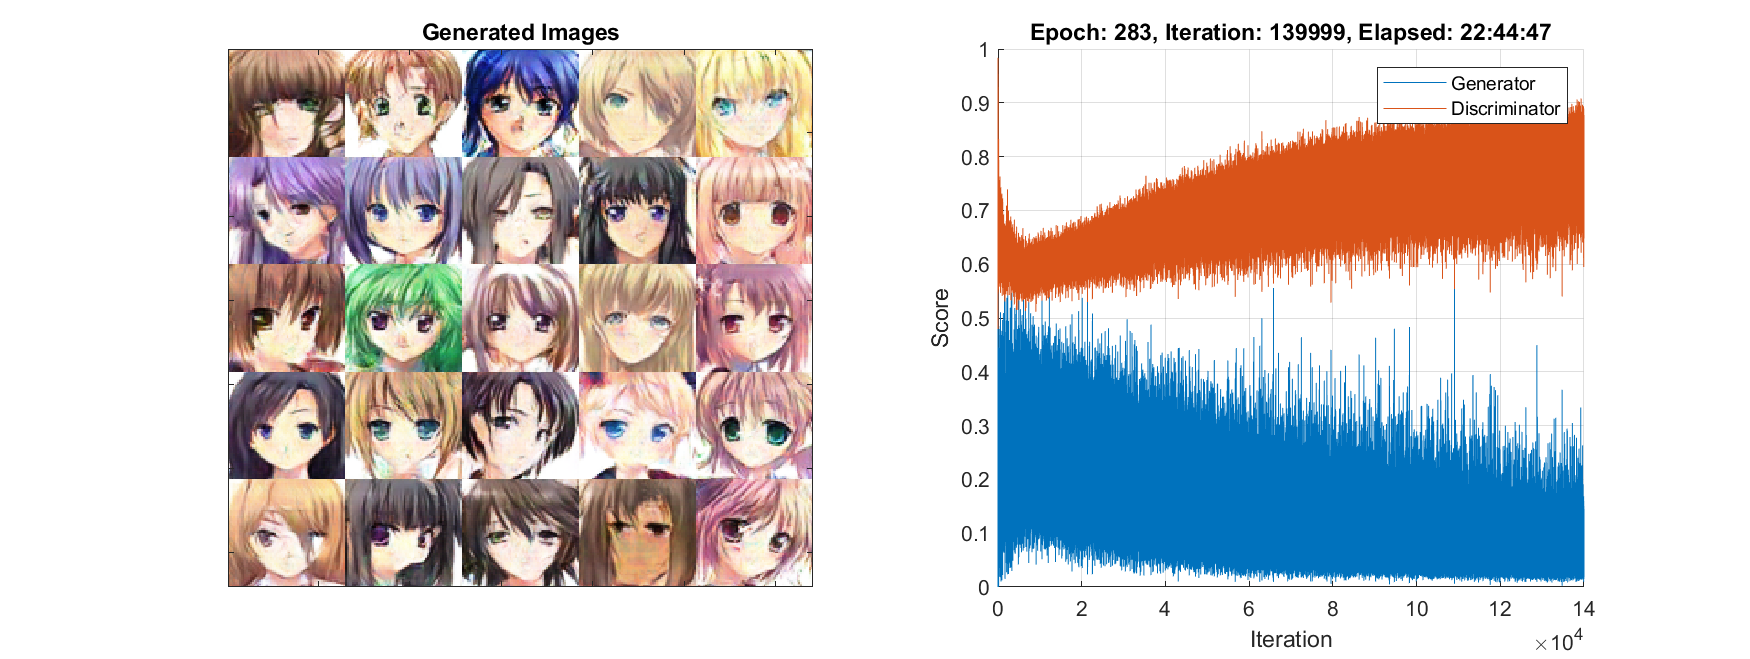 Generated Images
Epoch: 283, Iteration: 139999, Elapsed: 22:44:47
Generator
Discriminator
Score
1
0.9
0.8
0.7
0.6
0.5
0.4
0.3
0.2
0.1
0
0 2 4 6 8 10 12 14
Iteration
×10^4